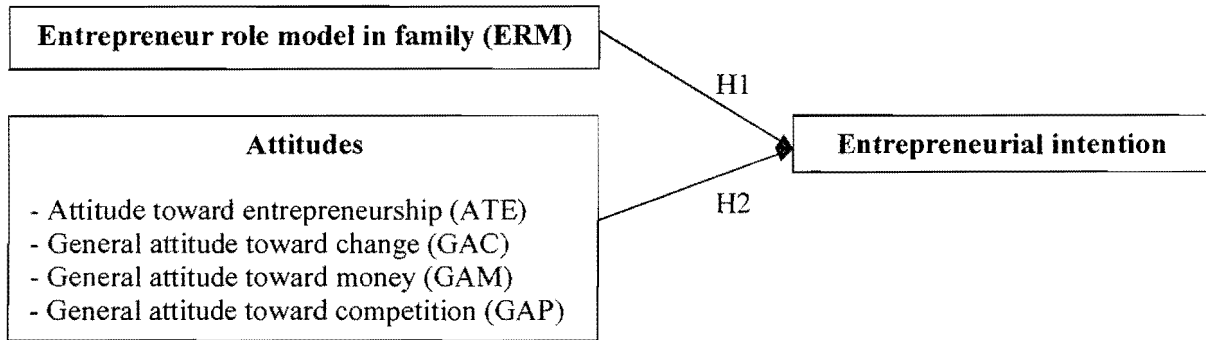 Entrepreneur role model in family (ERM)
H1
Attitudes
Entrepreneurial intention
- Attitude toward entrepreneurship (ATE)
H2
- General attitude toward change (GAC)
- General attitude toward money (GAM)
- General attitude toward competition (GAP)